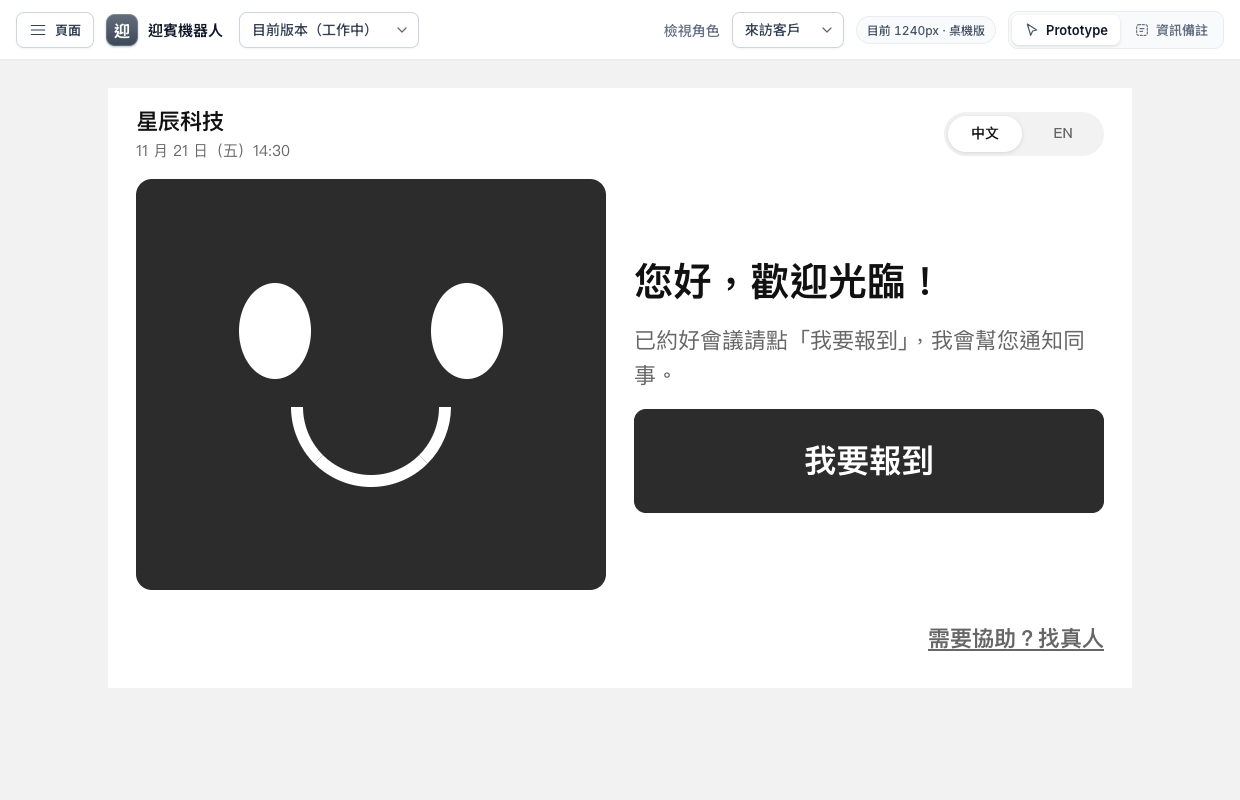 頁面
迎
迎賓機器人
目前版本（工作中）
檢視角色
來訪客戶
目前 1240px · 桌機版
Prototype
資訊備註
星辰科技
11 月 21 日（五）14:30
中文
EN
您好，歡迎光臨！
已約好會議請點「我要報到」，我會幫您通知同
事。
我要報到
需要協助？找真人